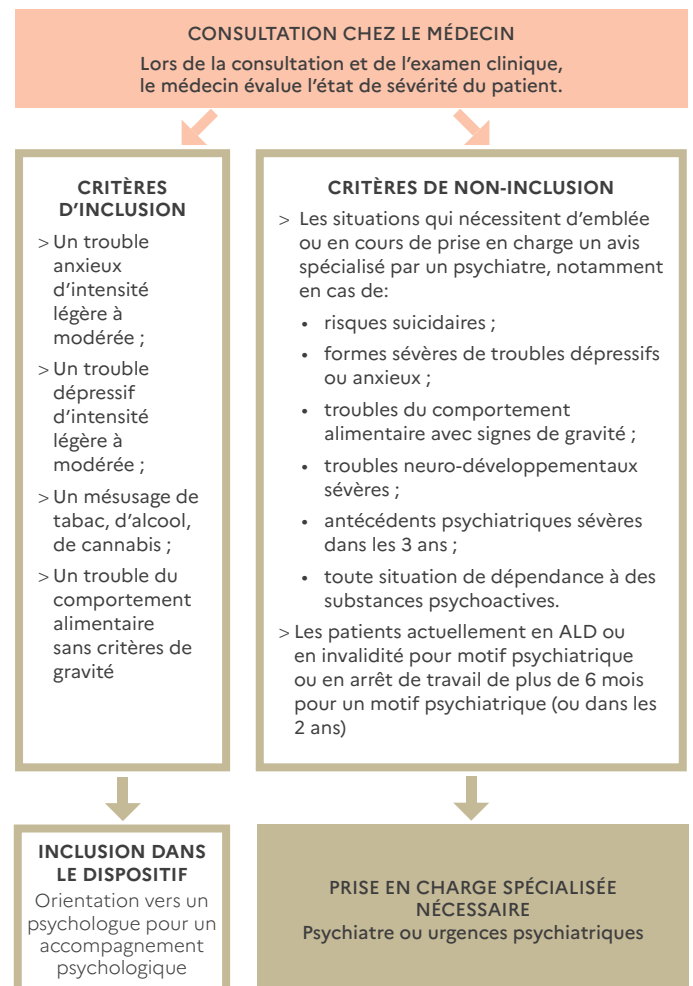 CONSULTATION CHEZ LE MÉDECIN
Lors de la consultation et de l'examen clinique,
le médecin évalue l'état de sévérité du patient.
CRITÈRES
D'INCLUSION
> Un trouble
anxieux
d'intensité
légère à
modérée ;
> Un trouble
dépressif
d'intensité
légère à
modérée ;
> Un mésusage de
tabac, d'alcool,
de cannabis ;
> Un trouble du
comportement
alimentaire
sans critères de
gravité
CRITÈRES DE NON-INCLUSION
> Les situations qui nécessitent d'emblée
ou en cours de prise en charge un avis
spécialisé par un psychiatre, notamment
en cas de:
• risques suicidaires ;
• formes sévères de troubles dépressifs
ou anxieux ;
• troubles du comportement
alimentaire avec signes de gravité ;
• troubles neuro-développementaux
sévères ;
• antécédents psychiatriques sévères
dans les 3 ans ;
• toute situation de dépendance à des
substances psychoactives.
> Les patients actuellement en ALD ou
en invalidité pour motif psychiatrique
ou en arrêt de travail de plus de 6 mois
pour un motif psychiatrique (ou dans les
2 ans)
INCLUSION DANS
LE DISPOSITIF
Orientation vers un
psychologue pour un
accompagnement
psychologique
PRISE EN CHARGE SPÉCIALISÉE
NÉCESSAIRE
Psychiatre ou urgences psychiatriques